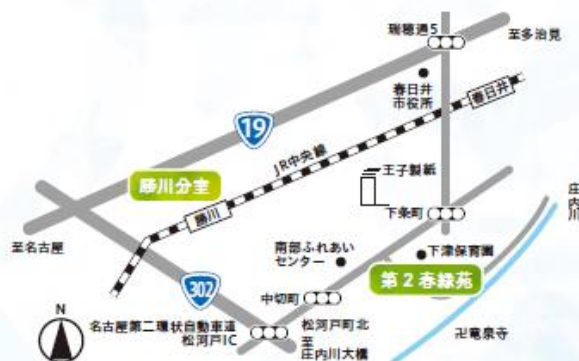 瑞穂通5
至多治見
春日井
市役所
春日井
19
JR中央線
王子製紙
勝川分室
勝川
下条町
庄内川
至名古屋
南部ふれあい
センター
下津保育園
第2春緑苑
302
中切町
N
名古屋第二環状自動車道
松河戸IC
松河戸町北
至
庄内川大橋
卍竜泉寺